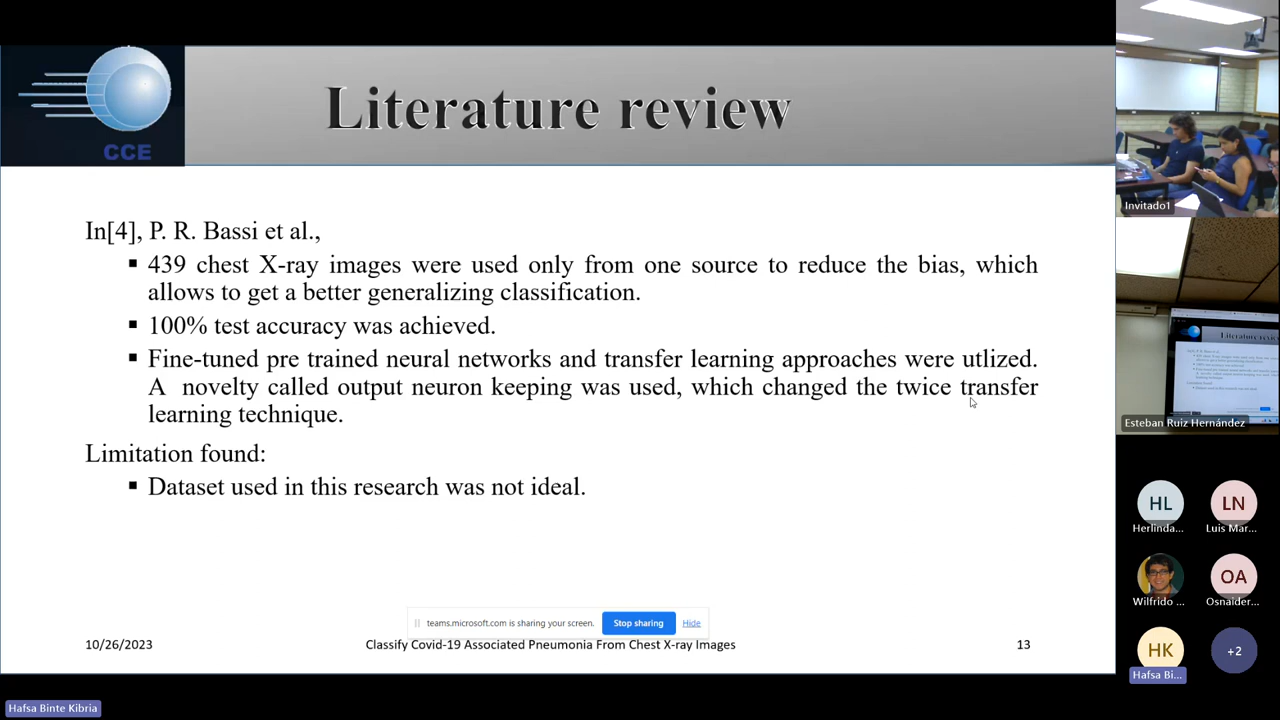 Literature review
CCE
In[4], P. R. Bassi et al.,
▪ 439 chest X-ray images were used only from one source to reduce the bias, which
allows to get a better generalizing classification.
▪ 100% test accuracy was achieved.
▪ Fine-tuned pre trained neural networks and transfer learning approaches were utlized.
A novelty called output neuron keeping was used, which changed the twice transfer
learning technique.
Limitation found:
▪ Dataset used in this research was not ideal.
teams.microsoft.com is sharing your screen. Stop sharing Hide
10/26/2023 Classify Covid-19 Associated Pneumonia From Chest X-ray Images 13
Hafsa Binte Kibria
Invitado1
Literature review
Esteban Ruíz Hernández
HL LN
Herlinda... Luis Mar...
OA
Wilfrido ... Osnaider...
HK +2
Hafsa Bi...